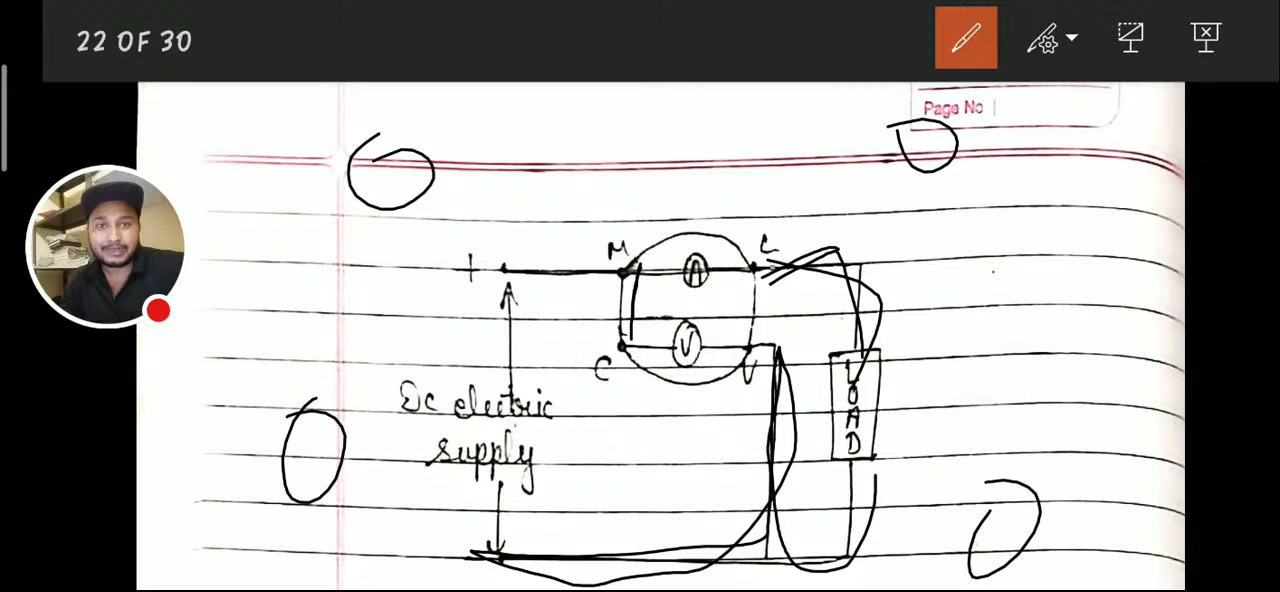 22 OF 30
Page No
M L
+ A
C V V
LOAD
Dc electric
supply